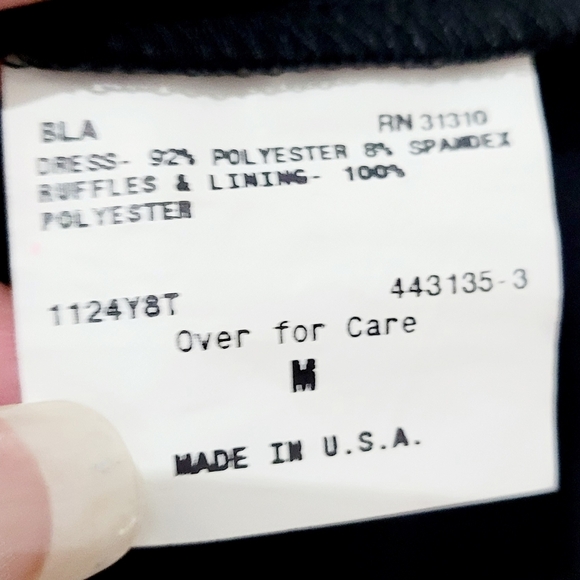 BLA RN 31310
DRESS- 92% POLYESTER 8% SPANDEX
RUFFLES & LINING- 100%
POLYESTER
1124Y8T 443135-3
Over for Care
M
MADE IN U.S.A.